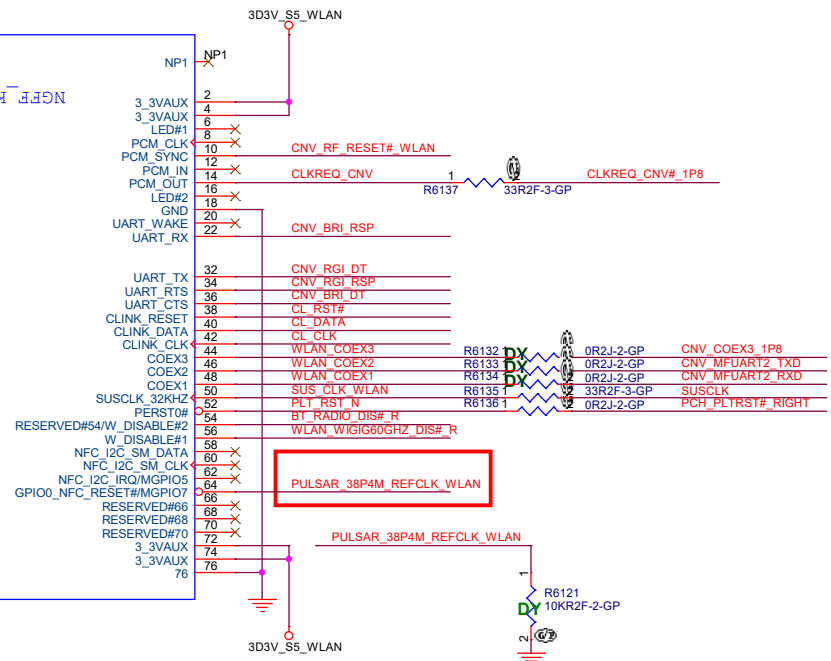 3D3V_S5_WLAN
NP1 NP1
3_3VAUX 2
3_3VAUX 4
LED#1 6
PCM_CLK 8
PCM_SYNC 10 CNV_RF_RESET#_WLAN
PCM_IN 12
PCM_OUT 14 CLKREQ_CNV 1 R6137 2 33R2F-3-GP CLKREQ_CNV#_1P8
LED#2 16
GND 18
UART_WAKE 20
UART_RX 22 CNV_BRI_RSP
UART_TX 32 CNV_RGI_DT
UART_RTS 34 CNV_RGI_RSP
UART_CTS 36 CNV_BRI_DT
CLINK_RESET 38 CL_RST#
CLINK_DATA 40 CL_DATA
CLINK_CLK 42 CL_CLK
COEX3 44 WLAN_COEX3 R6132 1 DY 0R2J-2-GP CNV_COEX3_1P8
COEX2 46 WLAN_COEX2 R6133 1 DY 0R2J-2-GP CNV_MFUART2_TXD
COEX1 48 WLAN_COEX1 R6134 1 DY 0R2J-2-GP CNV_MFUART2_RXD
SUSCLK_32KHZ 50 SUS_CLK_WLAN R6135 1 33R2F-3-GP SUSCLK
PERST0# 52 PLT_RST_N R6136 1 0R2J-2-GP PCH_PLTRST#_RIGHT
RESERVED#54/W_DISABLE#2 54 BT_RADIO_DIS#_R
W_DISABLE#1 56 WLAN_WIGIG60GHZ_DIS#_R
NFC_I2C_SM_DATA 58
NFC_I2C_SM_CLK 60
NFC_I2C_IRQ/MGPIO5 62
GPIO0_NFC_RESET#/MGPIO7 64 PULSAR_38P4M_REFCLK_WLAN
RESERVED#66 66
RESERVED#68 68
RESERVED#70 70
3_3VAUX 72
3_3VAUX 74
76 76
PULSAR_38P4M_REFCLK_WLAN
1
R6121
DY 10KR2F-2-GP
2
3D3V_S5_WLAN